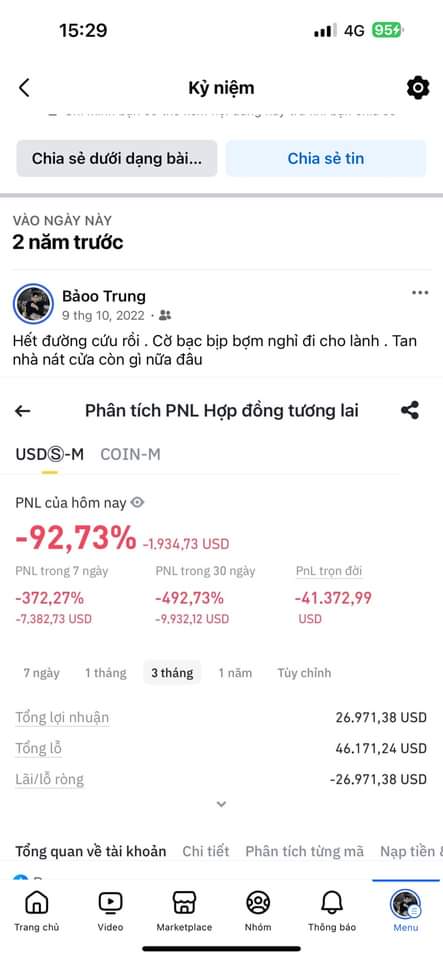 15:29
4G 95
Kỷ niệm
Chia sẻ dưới dạng bài...
Chia sẻ tin
VÀO NGÀY NÀY
2 năm trước
Bảoo Trung
9 thg 10, 2022 ·
Hết đường cứu rồi . Cờ bạc bịp bợm nghỉ đi cho lành . Tan
nhà nát cửa còn gì nữa đâu
Phân tích PNL Hợp đồng tương lai
USDⓈ-M COIN-M
PNL của hôm nay
-92,73% -1.934,73 USD
PNL trong 7 ngày PNL trong 30 ngày PnL trọn đời
-372,27% -492,73% -41.372,99
-7.382,73 USD -9.932,12 USD USD
7 ngày 1 tháng 3 tháng 1 năm Tùy chỉnh
Tổng lợi nhuận 26.971,38 USD
Tổng lỗ 46.171,24 USD
Lãi/lỗ ròng -26.971,38 USD
Tổng quan về tài khoản Chi tiết Phân tích từng mã Nạp tiền &
Trang chủ Video Marketplace Nhóm Thông báo Menu